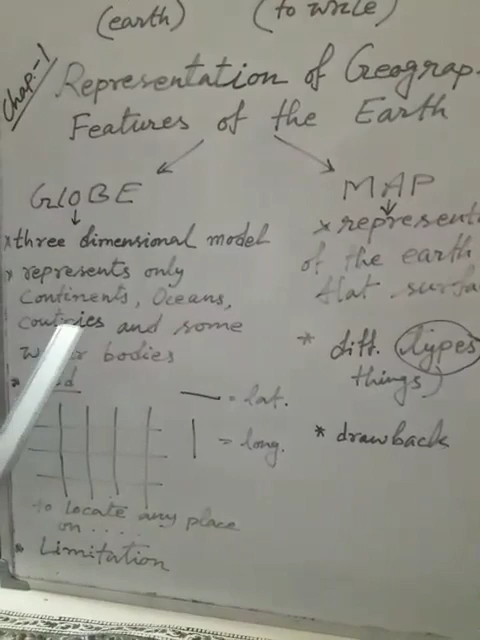 (earth) (to write)
Chap:-1
Representation of Geograp
Features of the Earth
GLOBE
x three dimensional model
x represents only
Continents, Oceans,
and some
bodies
— = lat.
| = long.
to locate any place
on . . . .
* Limitation
MAP
x represent
of the earth
flat surfa
* diff. (types
things)
* drawback